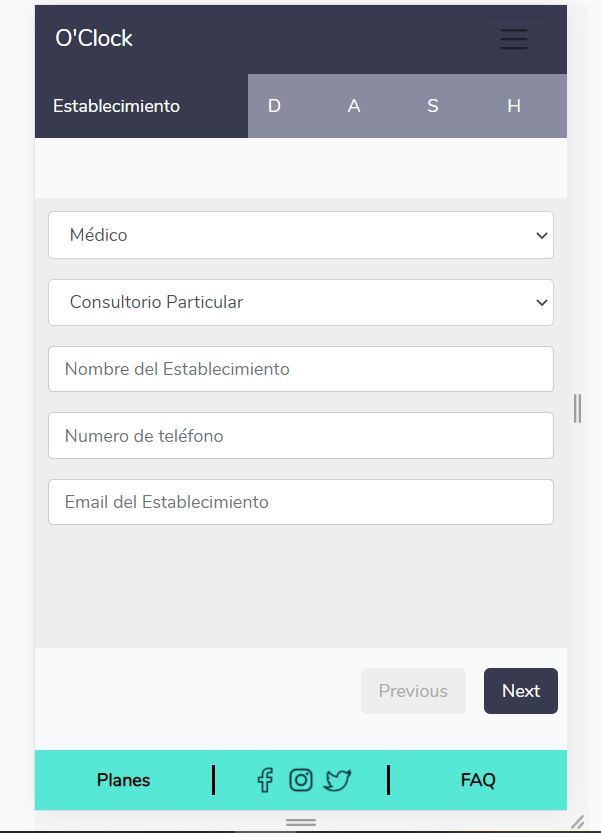 O'Clock
Establecimiento D A S H
Médico
Consultorio Particular
Nombre del Establecimiento
Numero de teléfono
Email del Establecimiento
Previous Next
Planes FAQ